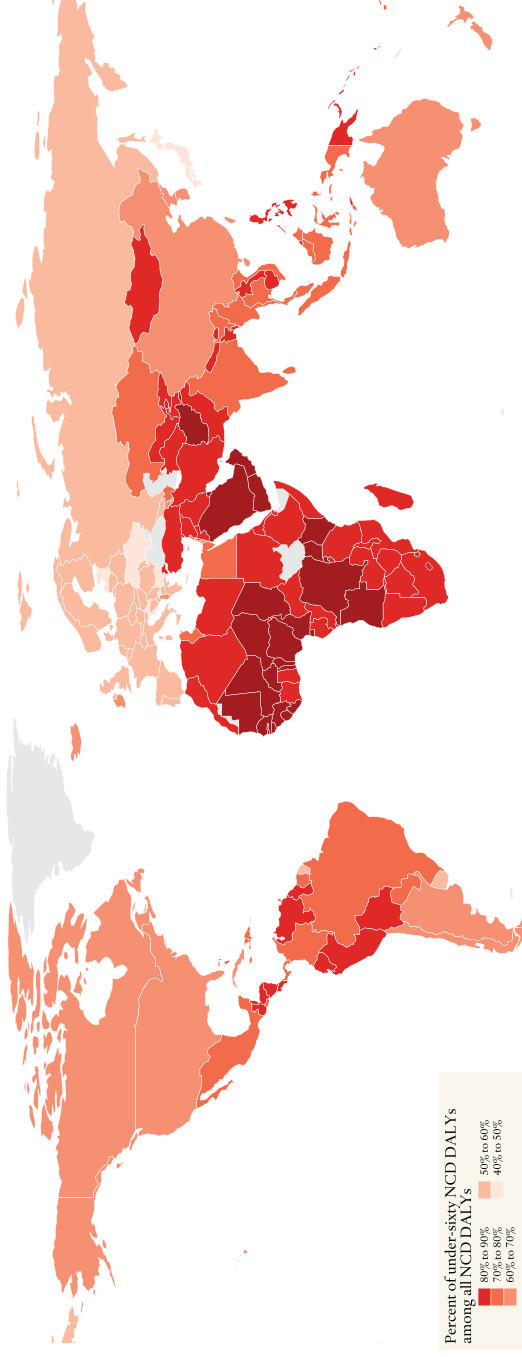 Percent of under-sixty NCD DALYs
among all NCD DALYs
80% to 90%
70% to 80%
60% to 70%
50% to 60%
40% to 50%